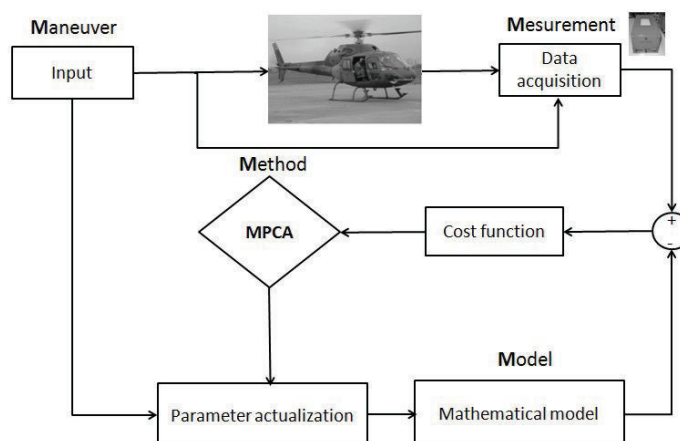 Maneuver
Mesurement
Input
Data
acquisition
Method
+
-
MPCA
Cost function
Model
Parameter actualization
Mathematical model